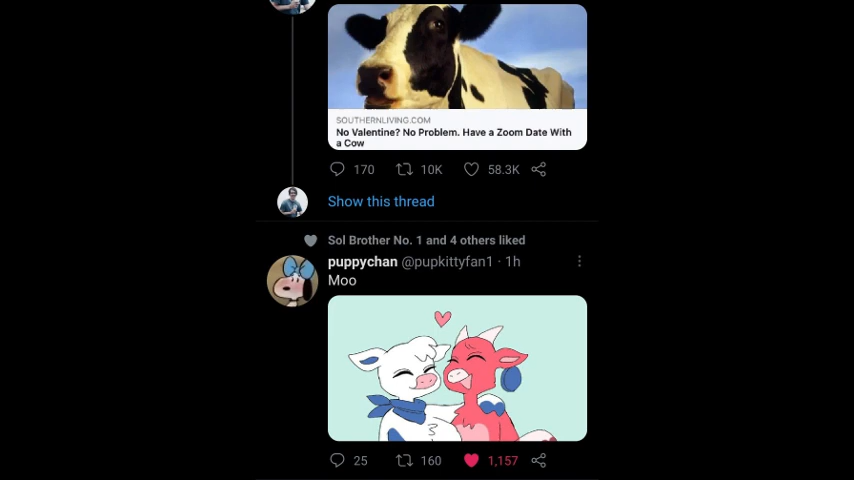 SOUTHERNLIVING.COM
No Valentine? No Problem. Have a Zoom Date With
a Cow
170 10K 58.3K
Show this thread
Sol Brother No. 1 and 4 others liked
puppychan @pupkittyfan1 · 1h
Moo
25 160 1,157